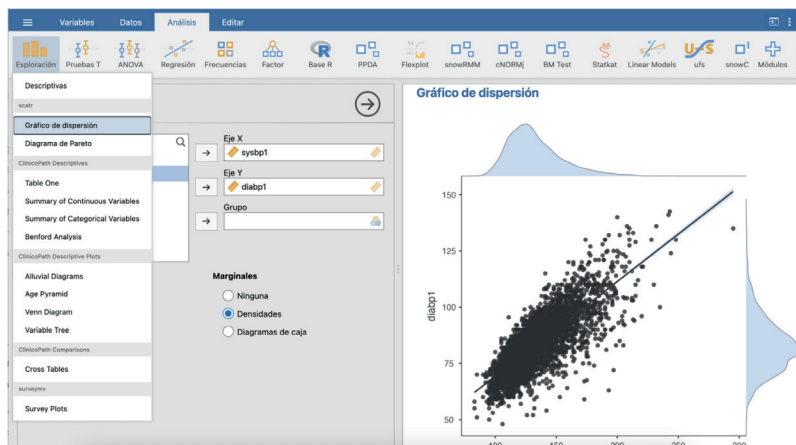 Variables Datos Análisis Editar
Exploración Pruebas T ANOVA Regresión Frecuencias Factor Base R PPDA Flexplot snowRMM cNORMj BM Test Statkat Linear Models ufs snowC Módulos
Descriptivas
scatr
Gráfico de dispersión
Diagrama de Pareto
ClinicoPath Descriptives
Table One
Summary of Continuous Variables
Summary of Categorical Variables
Benford Analysis
ClinicoPath Descriptive Plots
Alluvial Diagrams
Age Pyramid
Venn Diagram
Variable Tree
ClinicoPath Comparisons
Cross Tables
surveymv
Survey Plots
Eje X
sysbp1
Eje Y
diabp1
Grupo
Marginales
Ninguna
Densidades
Diagramas de caja
Gráfico de dispersión
150
125
100
75
50
diabp1
100 150 200 250 300